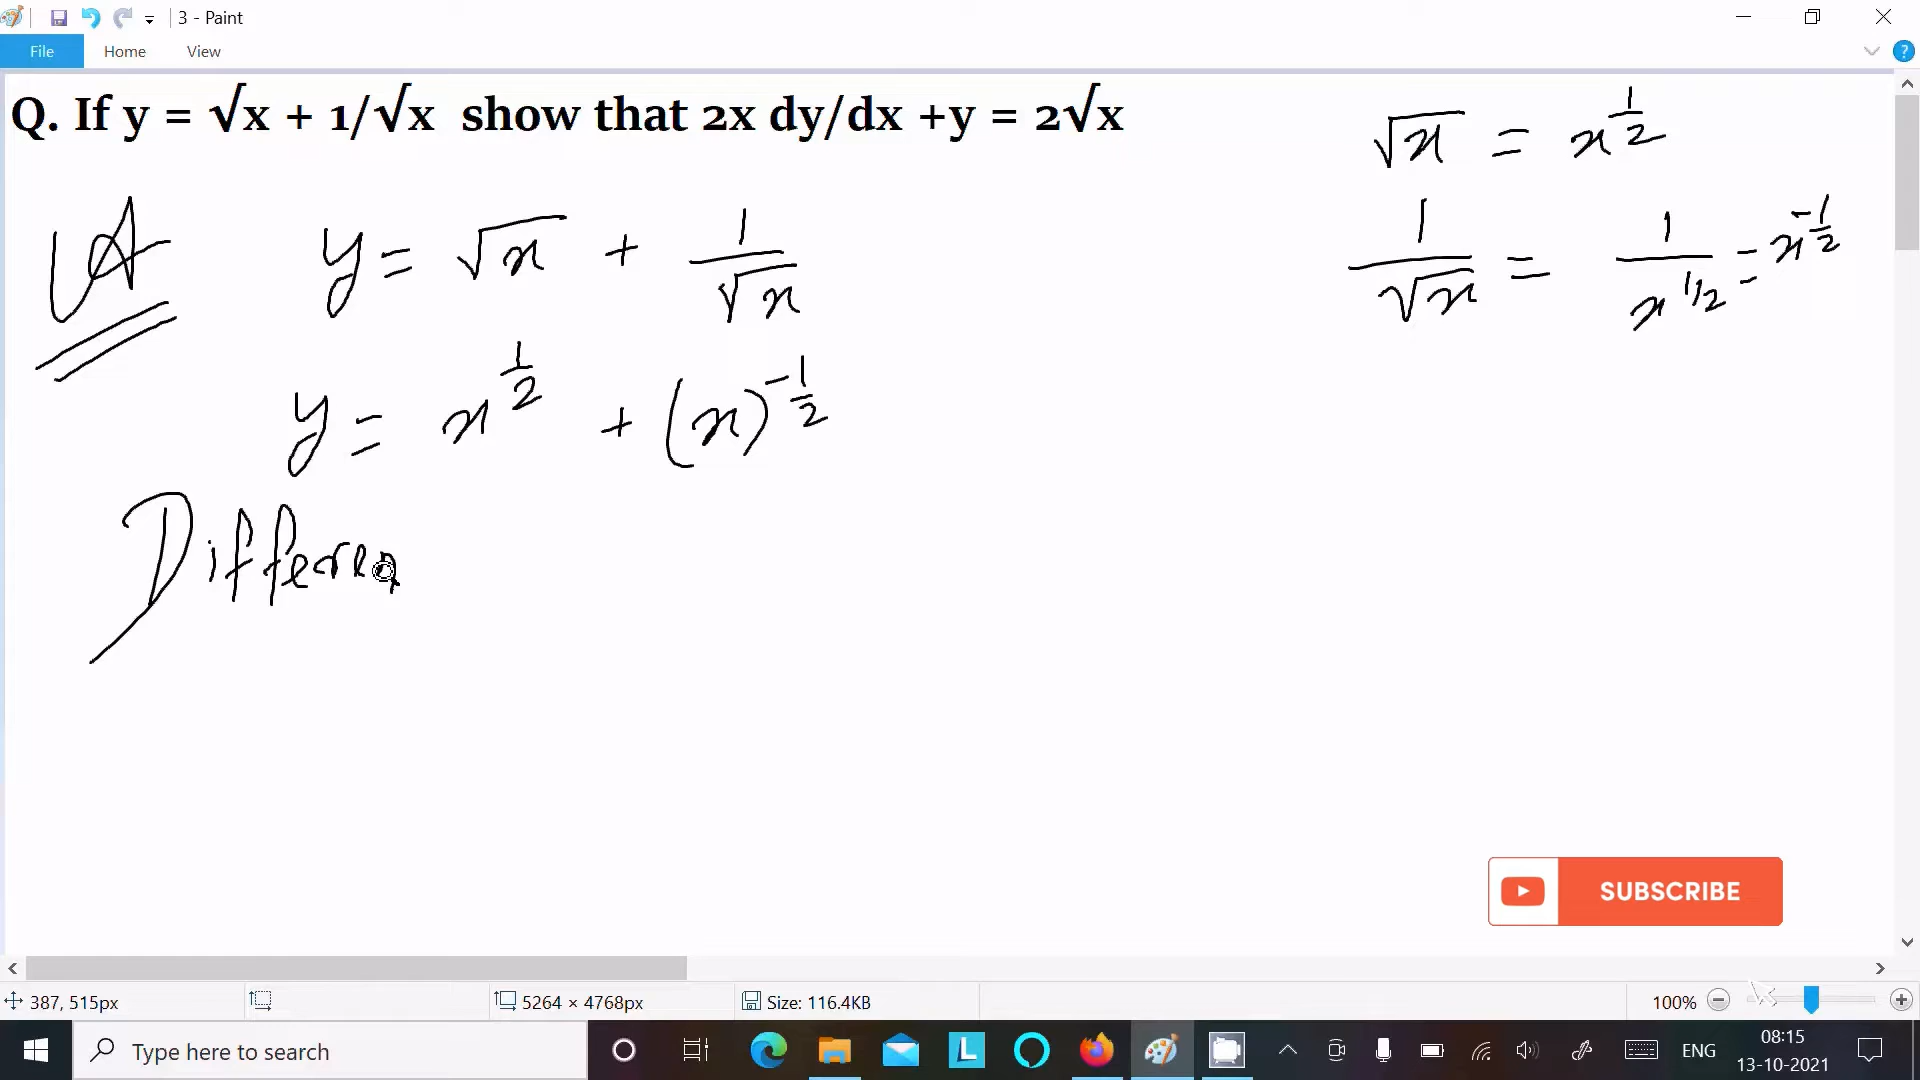 3 - Paint
File Home View
Q. If y = √x + 1/√x show that 2x dy/dx +y = 2√x
√x = x^1/2
y = √x + 1/√x
1/√x = 1/x^1/2 = x^-1/2
y = x^1/2 + (x)^-1/2
Differen
SUBSCRIBE
387, 515px 5264 × 4768px Size: 116.4KB 100%
Type here to search
L
ENG
08:15
13-10-2021